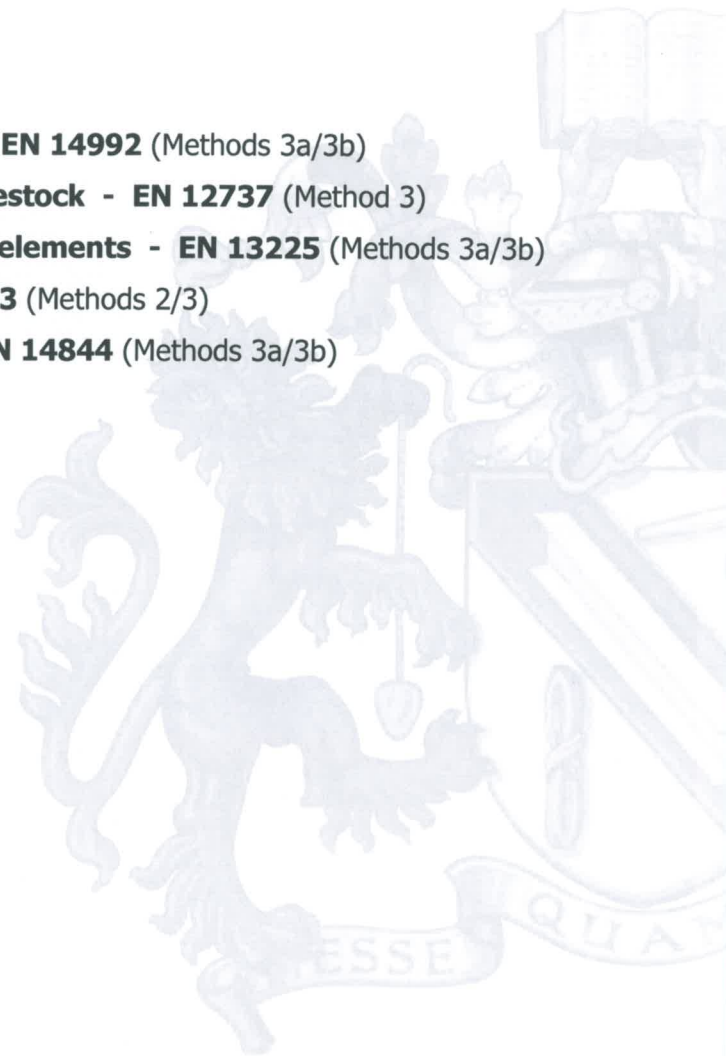 EN 14992 (Methods 3a/3b)
estock - EN 12737 (Method 3)
elements - EN 13225 (Methods 3a/3b)
3 (Methods 2/3)
N 14844 (Methods 3a/3b)
ESSE QUAN